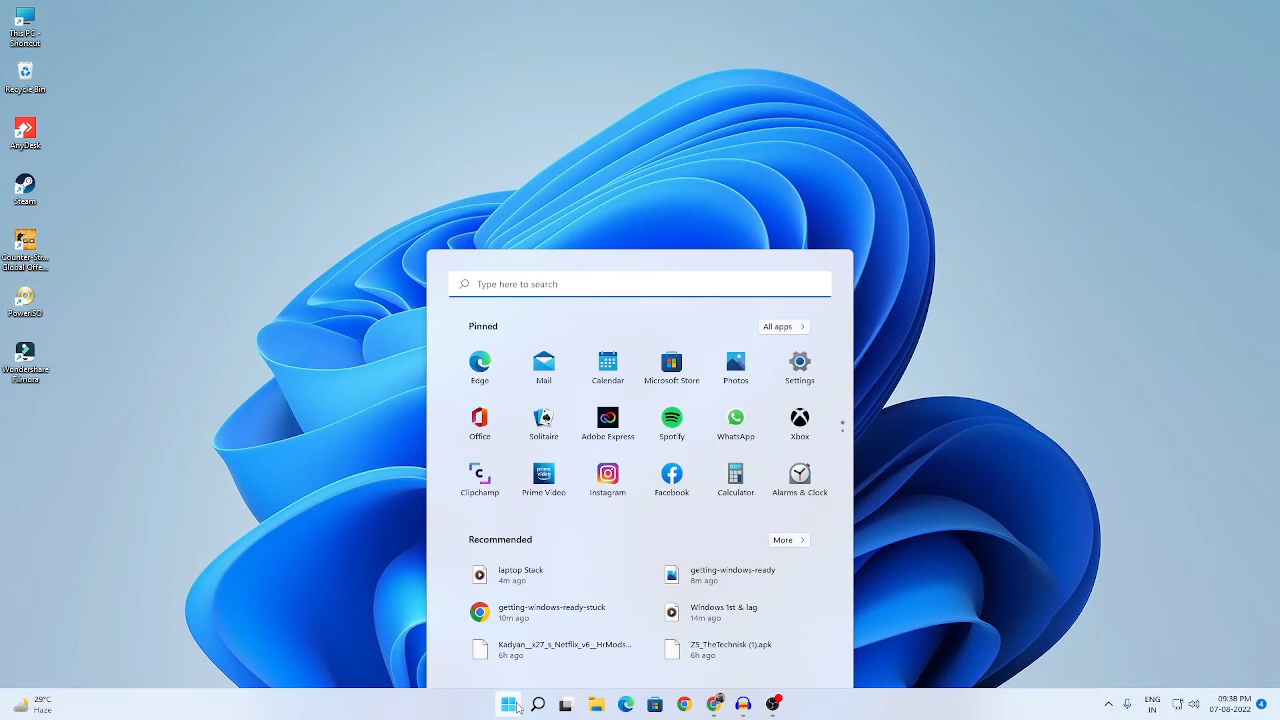 This PC -
Shortcut
Recycle Bin
AnyDesk
Steam
Counter-Str...
Global Offe...
PowerISO
Wondershare
Filmora
Type here to search
Pinned
All apps
Edge
Mail
Calendar
Microsoft Store
Photos
Settings
Office
Solitaire
Adobe Express
Spotify
WhatsApp
Xbox
Clipchamp
prime video
Prime Video
Instagram
Facebook
Calculator
Alarms & Clock
Recommended
More
laptop Stack
4m ago
getting-windows-ready
8m ago
getting-windows-ready-stuck
10m ago
Windows 1st & lag
14m ago
Kadyan__x27_s_Netflix_v6__HrMods...
6h ago
Z5_TheTechnisk (1).apk
6h ago
29°C
Haze
ENG
IN
09:38 PM
07-08-2022
4